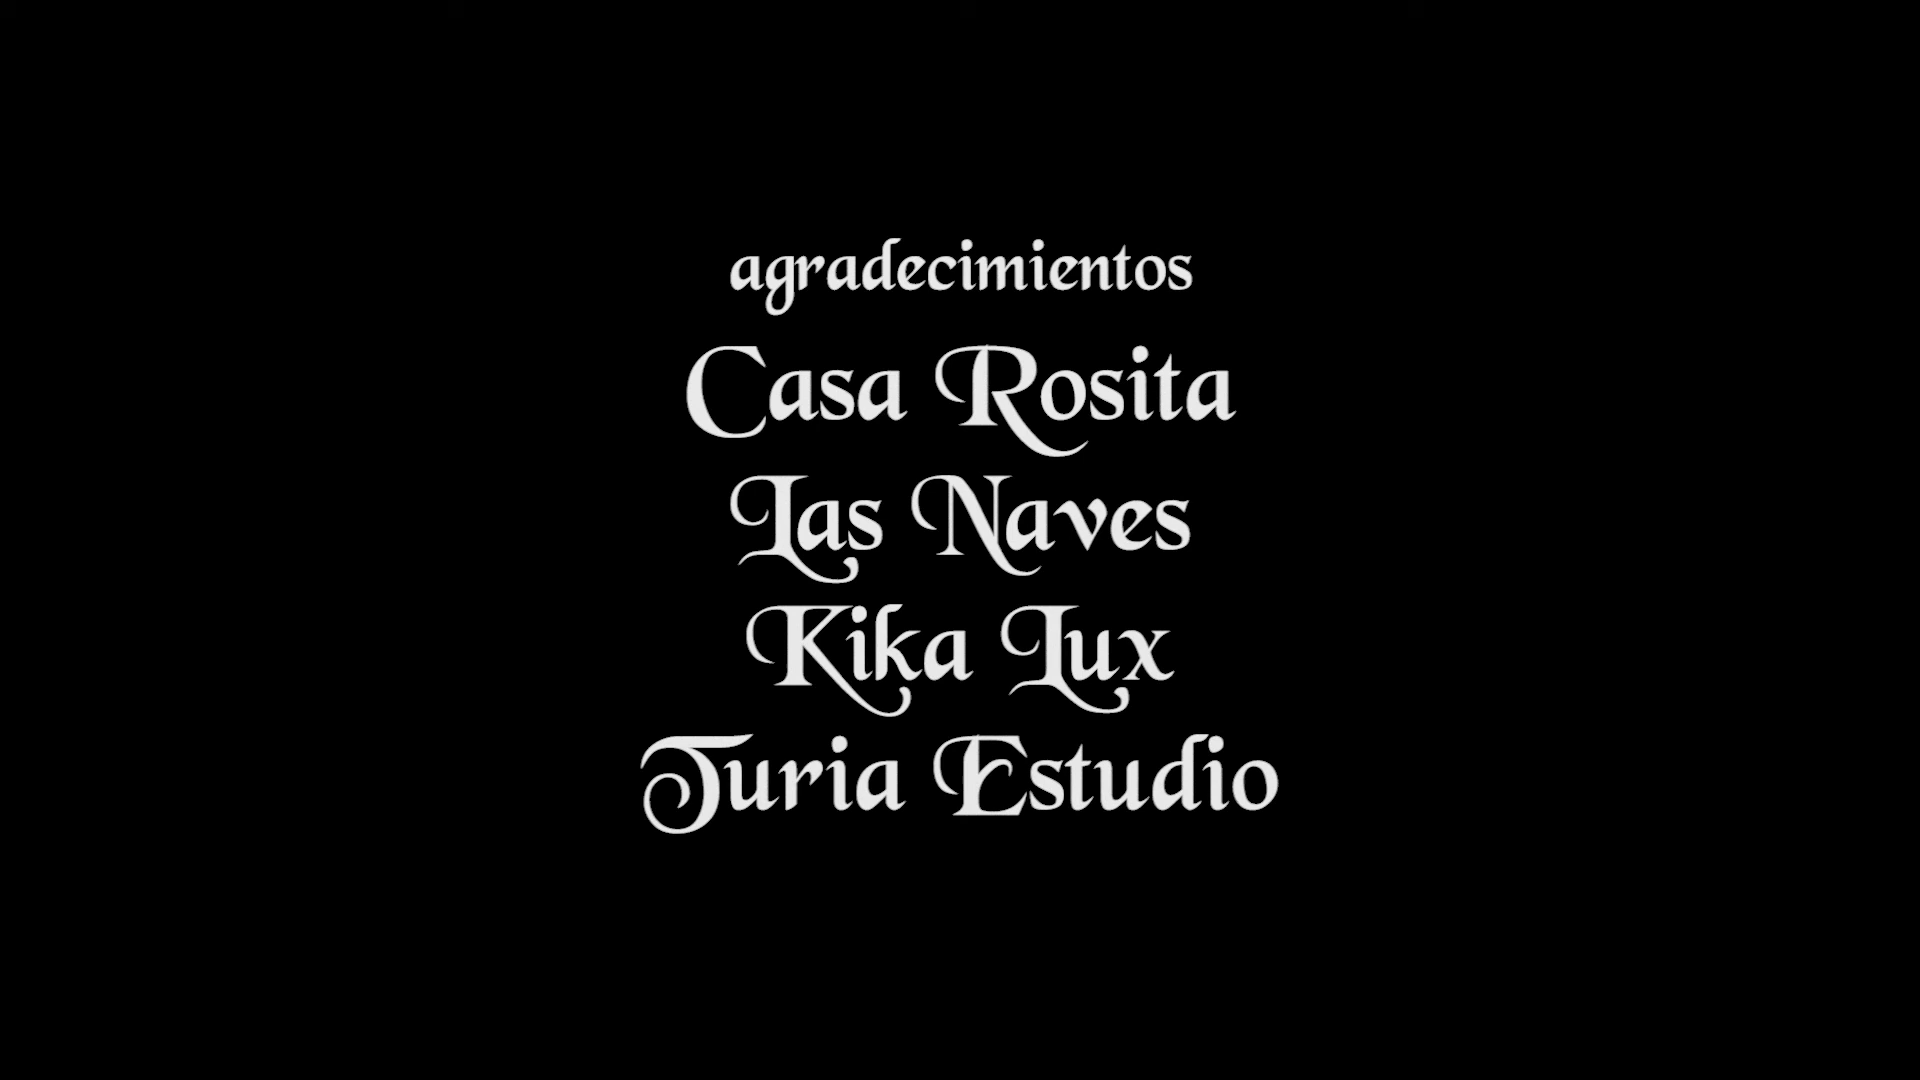 agradecimientos
Casa Rosita
Las Naves
Kika Lux
Turia Estudio